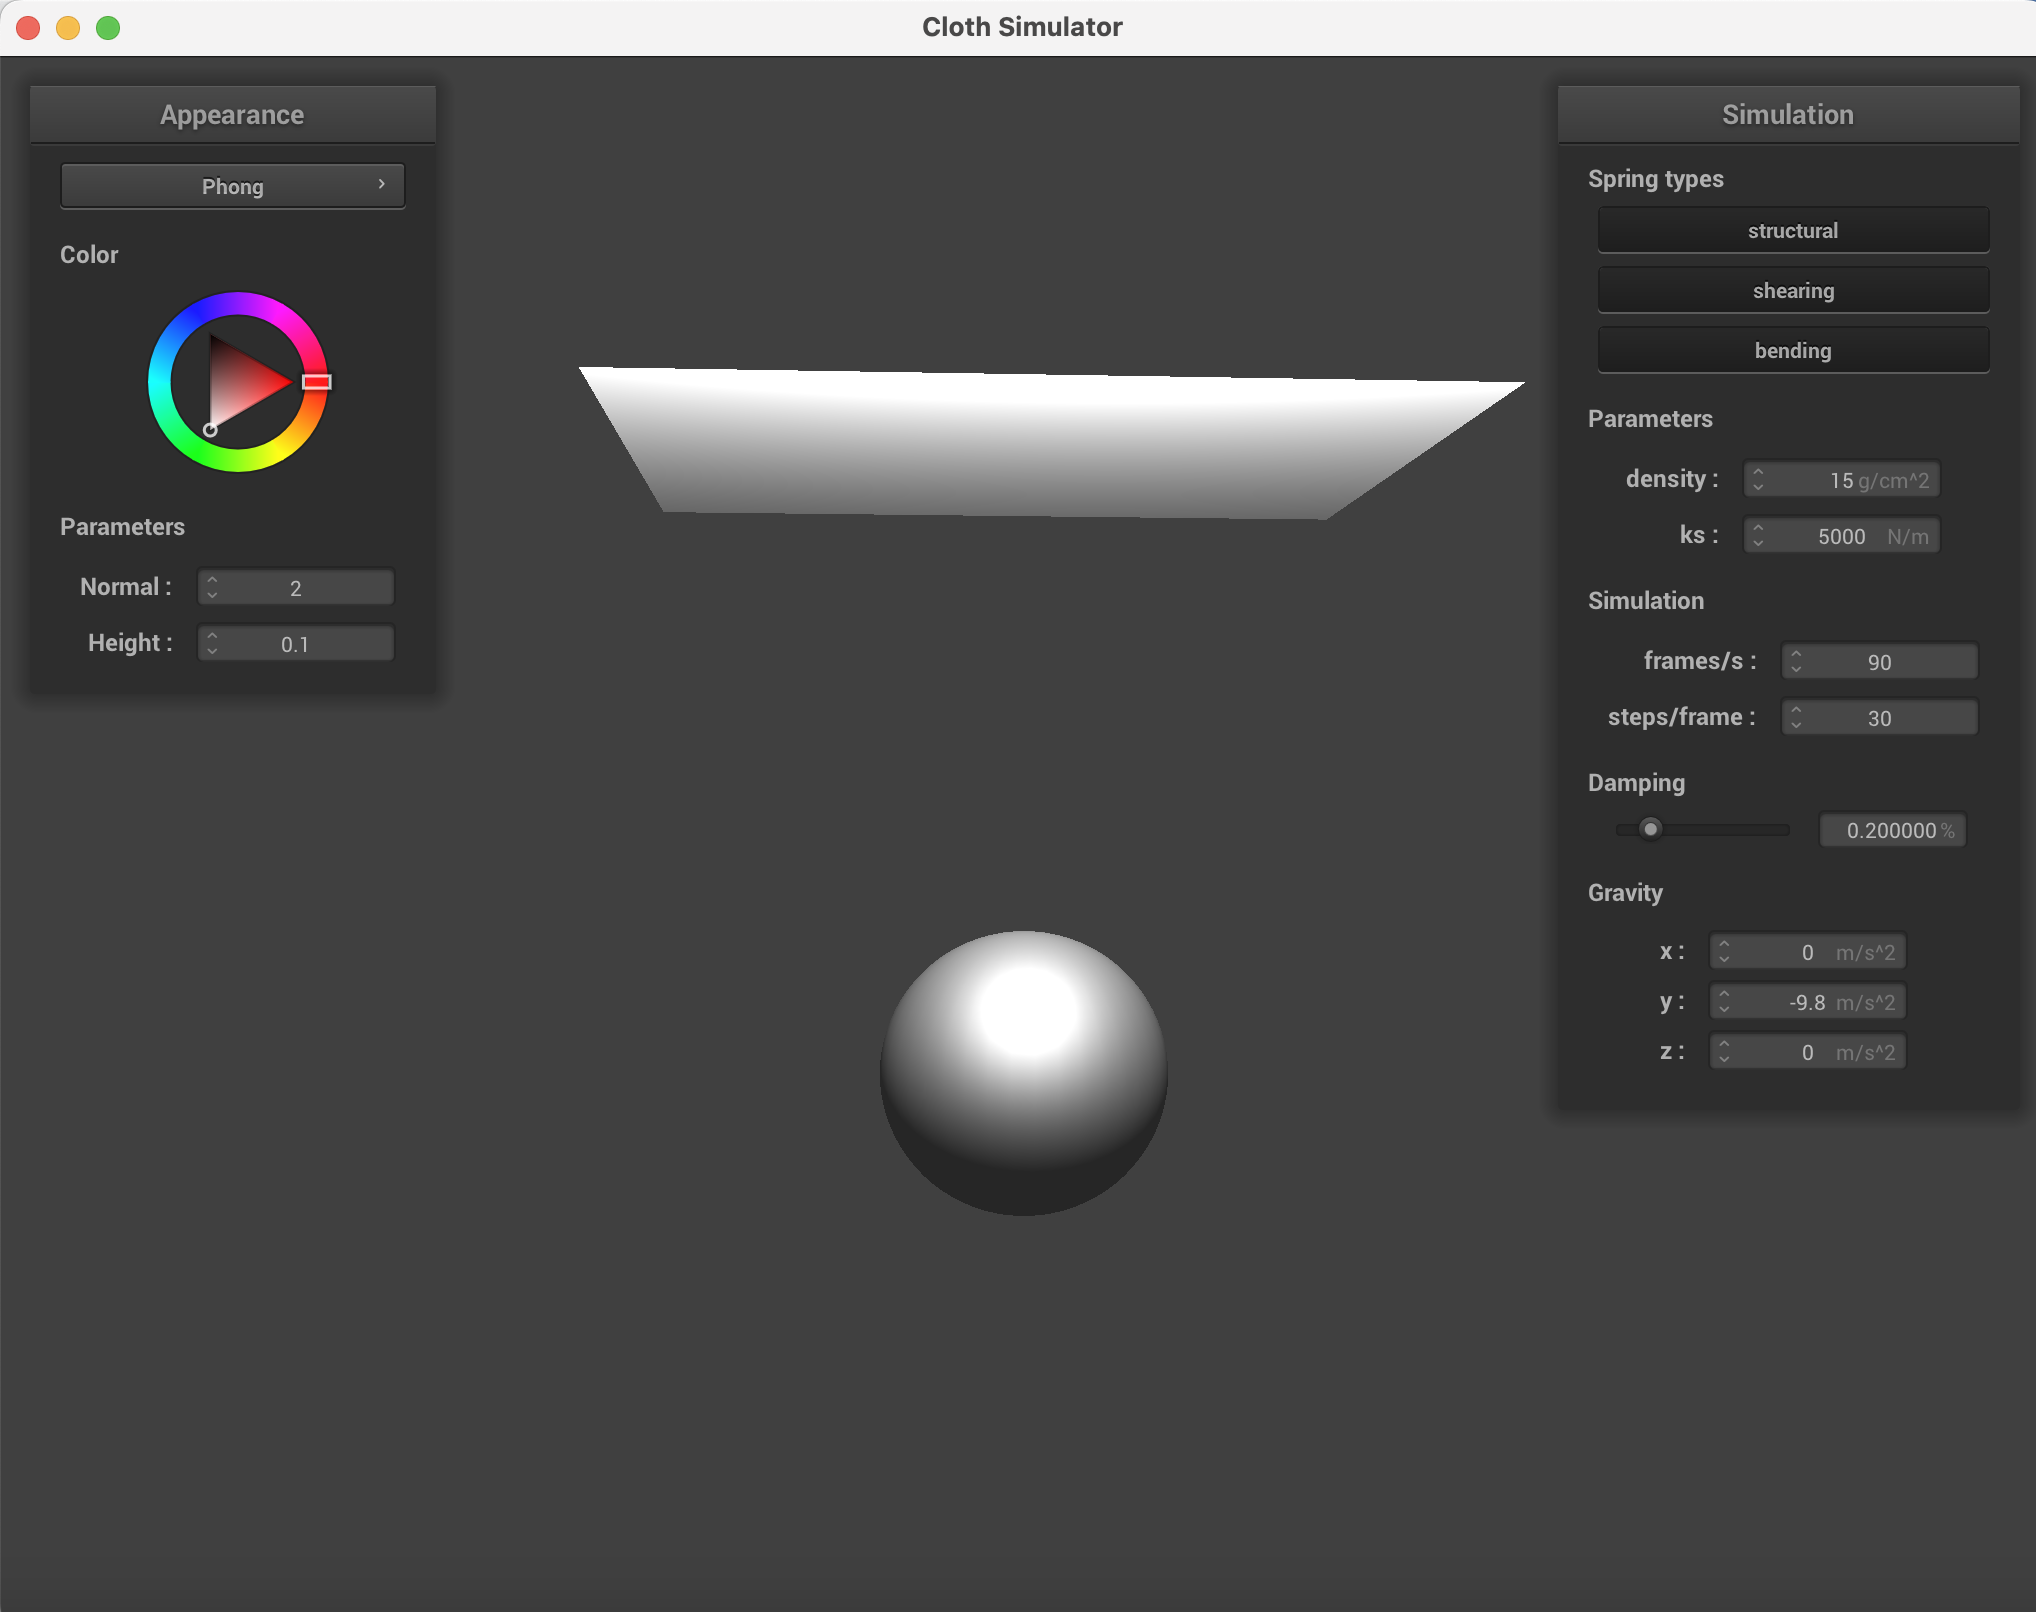 Cloth Simulator
Appearance
Phong
Color
Parameters
Normal : 2
Height : 0.1
Simulation
Spring types
structural
shearing
bending
Parameters
density : 15 g/cm^2
ks : 5000 N/m
Simulation
frames/s : 90
steps/frame : 30
Damping
0.200000 %
Gravity
x : 0 m/s^2
y : -9.8 m/s^2
z : 0 m/s^2